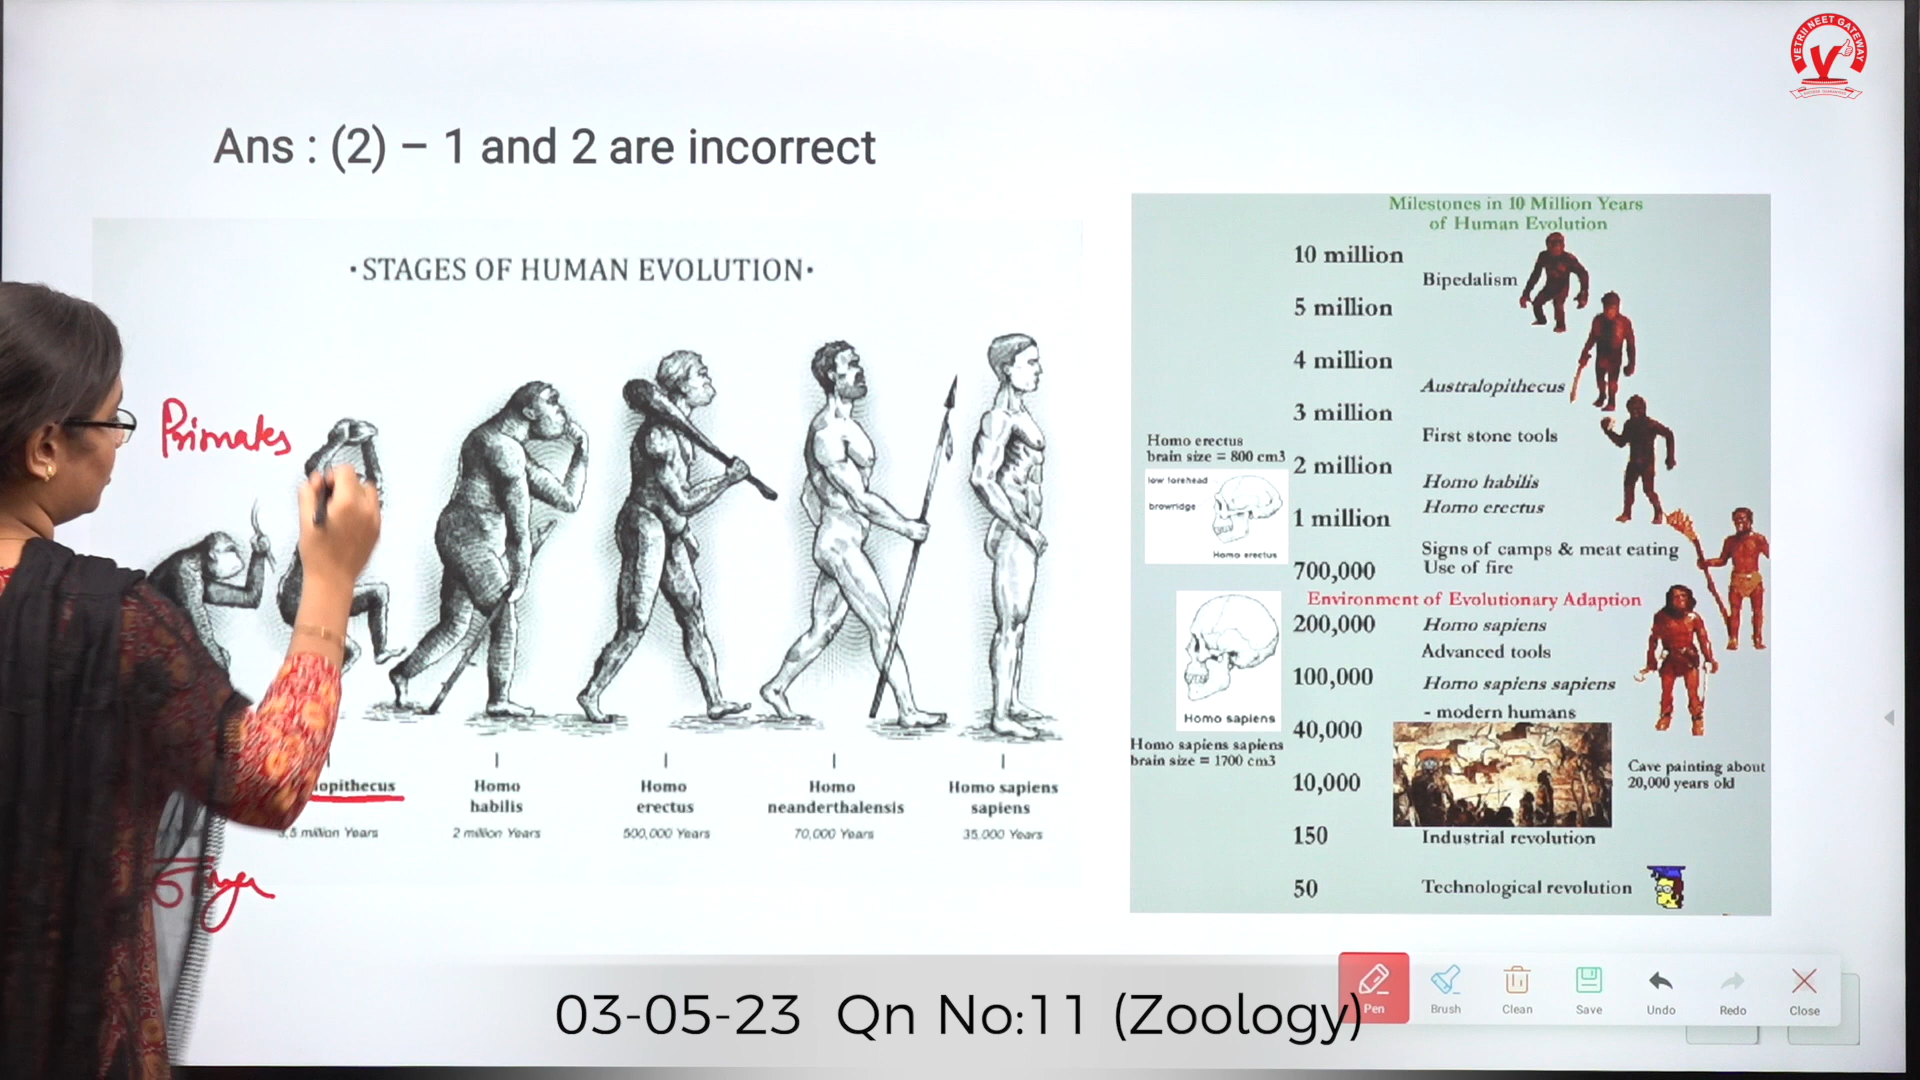 VETRII NEET GATEWAY
Ans : (2) – 1 and 2 are incorrect
• STAGES OF HUMAN EVOLUTION •
Primates
opithecus
3,5 million Years
Homo
habilis
2 million Years
Homo
erectus
500,000 Years
Homo
neanderthalensis
70,000 Years
Homo sapiens
sapiens
35.000 Years
Milestones in 10 Million Years
of Human Evolution
10 million
Bipedalism
5 million
4 million
Australopithecus
3 million
First stone tools
Homo erectus
brain size = 800 cm3
2 million
low forehead
browridge
Homo erectus
Homo habilis
Homo erectus
1 million
Signs of camps & meat eating
Use of fire
700,000
Environment of Evolutionary Adaption
200,000
Homo sapiens
Advanced tools
100,000
Homo sapiens sapiens
- modern humans
Homo sapiens
40,000
Homo sapiens sapiens
brain size = 1700 cm3
10,000
Cave painting about
20,000 years old
150
Industrial revolution
50
Technological revolution
Pen
Brush
Clean
Save
Undo
Redo
Close
03-05-23 Qn No:11 (Zoology)